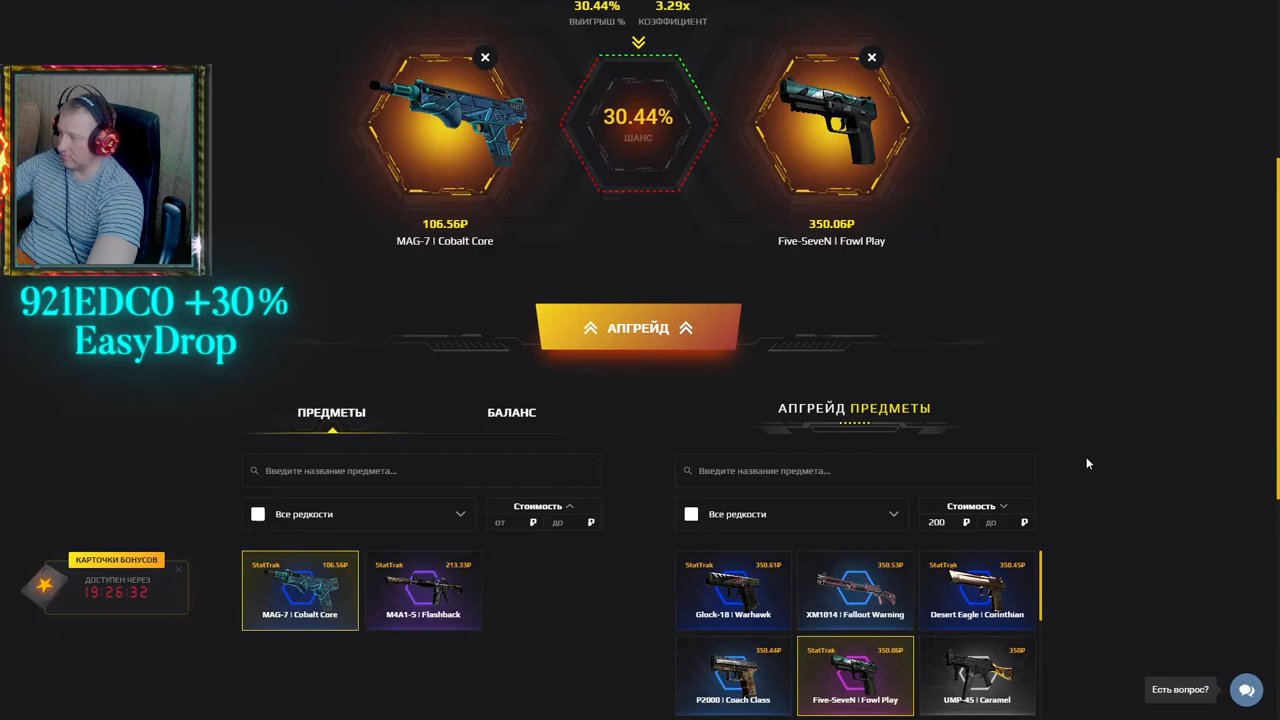 30.44%
3.29x
ВЫИГРЫШ %
КОЭФФИЦИЕНТ
30.44%
ШАНС
106.56₽
MAG-7 | Cobalt Core
350.06₽
Five-SeveN | Fowl Play
921EDC0 +30%
EasyDrop
АПГРЕЙД
ПРЕДМЕТЫ
БАЛАНС
АПГРЕЙД ПРЕДМЕТЫ
Введите название предмета...
Введите название предмета...
Все редкости
Стоимость
от ₽ до ₽
Все редкости
Стоимость
200 ₽ до ₽
КАРТОЧКИ БОНУСОВ
ДОСТУПЕН ЧЕРЕЗ
19:26:32
StatTrak 106.56₽
MAG-7 | Cobalt Core
StatTrak 213.33₽
M4A1-S | Flashback
StatTrak 350.61₽
Glock-18 | Warhawk
350.53₽
XM1014 | Fallout Warning
StatTrak 350.45₽
Desert Eagle | Corinthian
350.44₽
P2000 | Coach Class
StatTrak 350.06₽
Five-SeveN | Fowl Play
350₽
UMP-45 | Caramel
Есть вопрос?